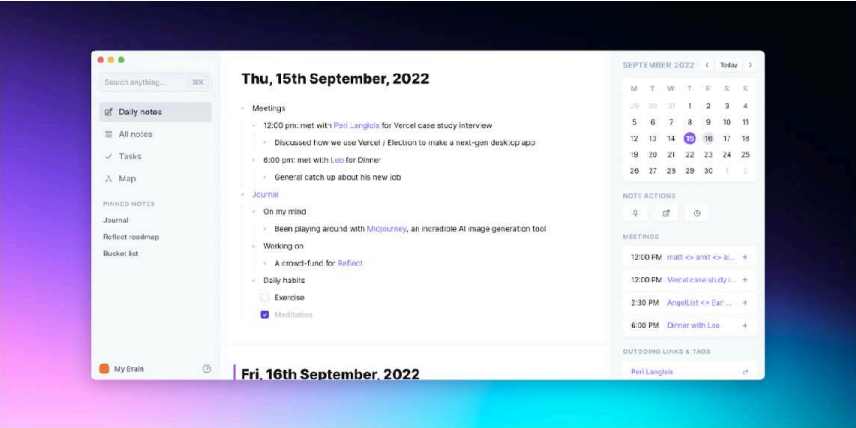 Search anything...
⌘K
Daily notes
All notes
Tasks
Map
PINNED NOTES
Journal
Reflect roadmap
Bucket list
My Brain
Thu, 15th September, 2022
Meetings
12:00 pm: met with Peri Langlois for Vercel case study interview
Discussed how we use Vercel / Electron to make a next-gen desktop app
6:00 pm: met with Leo for Dinner
General catch up about his new job
Journal
On my mind
Been playing around with Midjourney, an incredible AI image generation tool
Working on
A crowd-fund for Reflect
Daily habits
Exercise
Meditation
Fri, 16th September, 2022
SEPTEMBER 2022 < Today >
M T W T F S S
29 30 31 1 2 3 4
5 6 7 8 9 10 11
12 13 14 15 16 17 18
19 20 21 22 23 24 25
26 27 28 29 30 1 2
NOTE ACTIONS
MEETINGS
12:00 PM matt <> amit <> al... +
12:00 PM Vercel case study i... +
2:30 PM AngelList <> Earl ... +
6:00 PM Dinner with Leo +
OUTGOING LINKS & TAGS
Peri Langlois